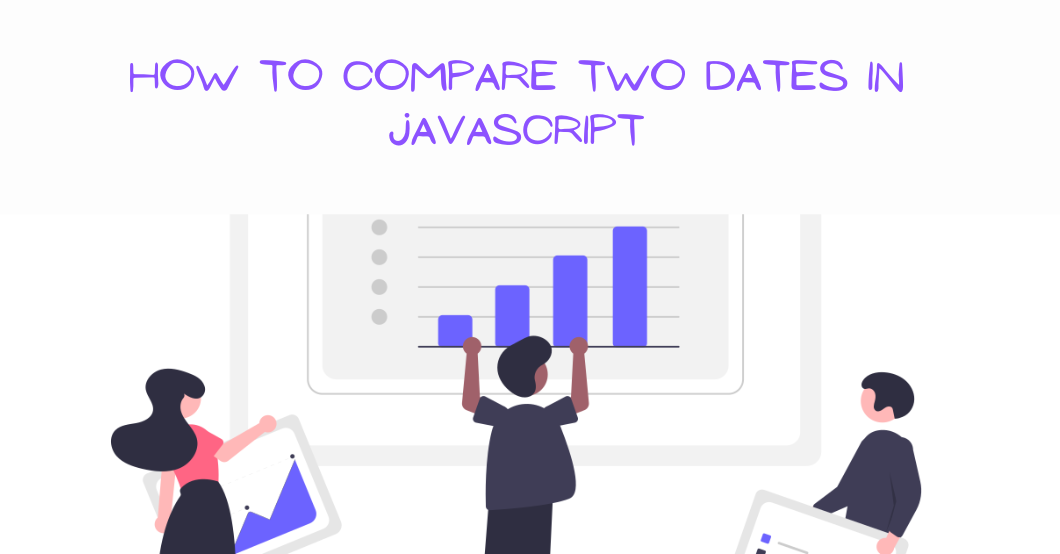 HOW TO COMPARE TWO DATES IN
JAVASCRIPT